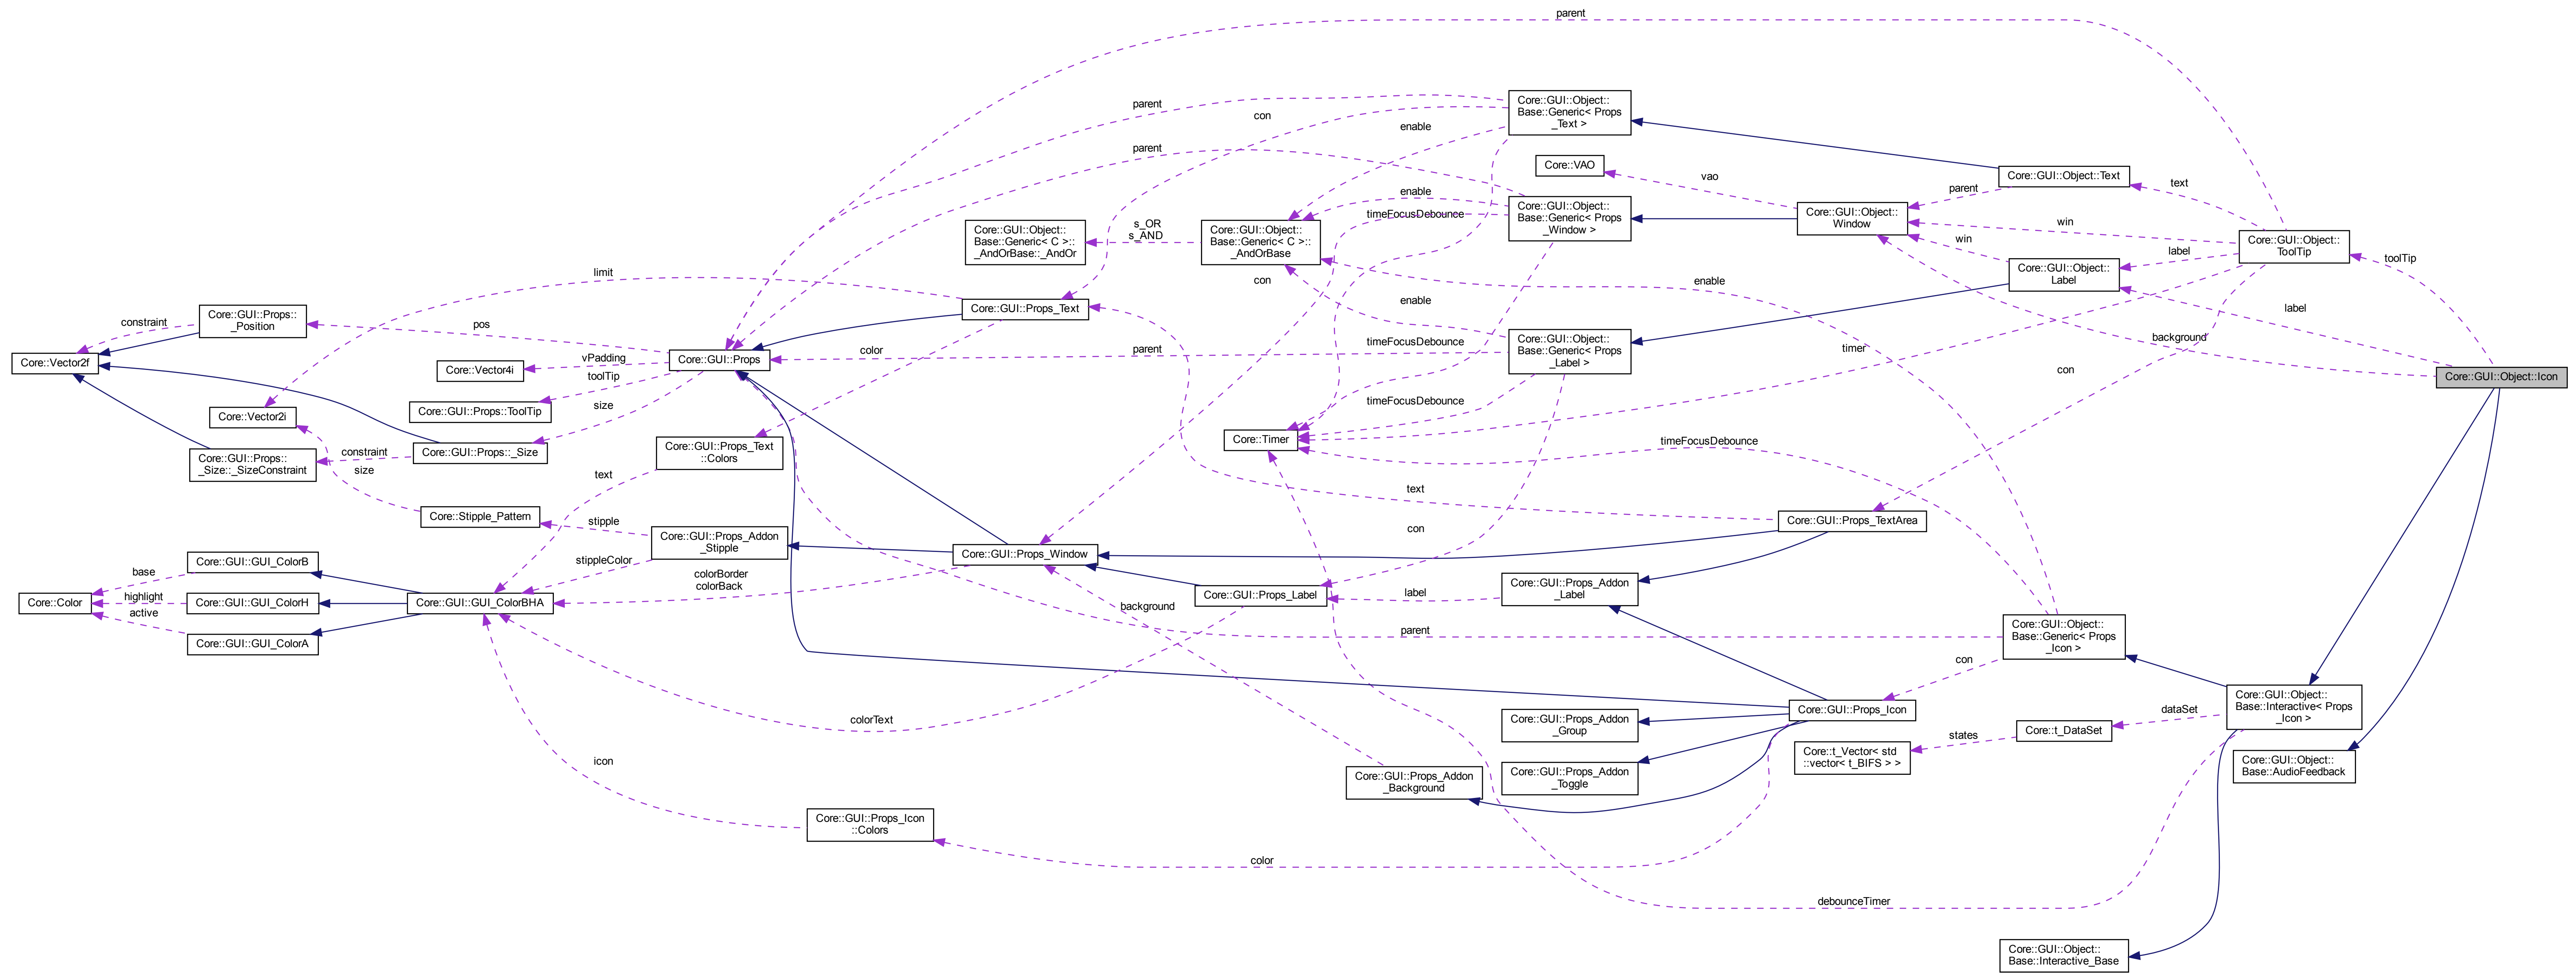 parent
Core::GUI::Object::
Base::Generic< Props
_Text >
parent
con
enable
parent
Core::VAO
vao
Core::GUI::Object::Text
text
parent
enable
Core::GUI::Object::
Base::Generic< Props
_Window >
timeFocusDebounce
Core::GUI::Object::
Window
win
Core::GUI::Object::
Base::Generic< C >::
_AndOrBase::_AndOr
s_OR
s_AND
Core::GUI::Object::
Base::Generic< C >::
_AndOrBase
Core::GUI::Object::
ToolTip
win
label
toolTip
Core::GUI::Object::
Label
limit
con
enable
label
Core::GUI::Props_Text
enable
Core::GUI::Props::
_Position
constraint
pos
Core::GUI::Object::
Base::Generic< Props
_Label >
timeFocusDebounce
background
timer
color
parent
Core::Vector2f
vPadding
Core::GUI::Props
Core::Vector4i
toolTip
con
Core::GUI::Object::Icon
timeFocusDebounce
size
Core::GUI::Props::ToolTip
Core::Vector2i
Core::Timer
timeFocusDebounce
Core::GUI::Props_Text
::Colors
constraint
Core::GUI::Props::_Size
Core::GUI::Props::
_Size::_SizeConstraint
size
text
text
Core::Stipple_Pattern
stipple
Core::GUI::Props_TextArea
con
Core::GUI::Props_Addon
_Stipple
Core::GUI::Props_Window
stippleColor
Core::GUI::GUI_ColorB
base
colorBorder
colorBack
Core::GUI::Props_Addon
_Label
label
Core::GUI::Props_Label
background
Core::Color
highlight
Core::GUI::GUI_ColorH
Core::GUI::GUI_ColorBHA
active
Core::GUI::GUI_ColorA
parent
Core::GUI::Object::
Base::Generic< Props
_Icon >
con
Core::GUI::Object::
Base::Interactive< Props
_Icon >
dataSet
Core::GUI::Props_Icon
colorText
Core::GUI::Props_Addon
_Group
Core::t_DataSet
states
Core::t_Vector< std
::vector< t_BIFS > >
icon
Core::GUI::Object::
Base::AudioFeedback
Core::GUI::Props_Addon
_Toggle
Core::GUI::Props_Addon
_Background
Core::GUI::Props_Icon
::Colors
color
debounceTimer
Core::GUI::Object::
Base::Interactive_Base